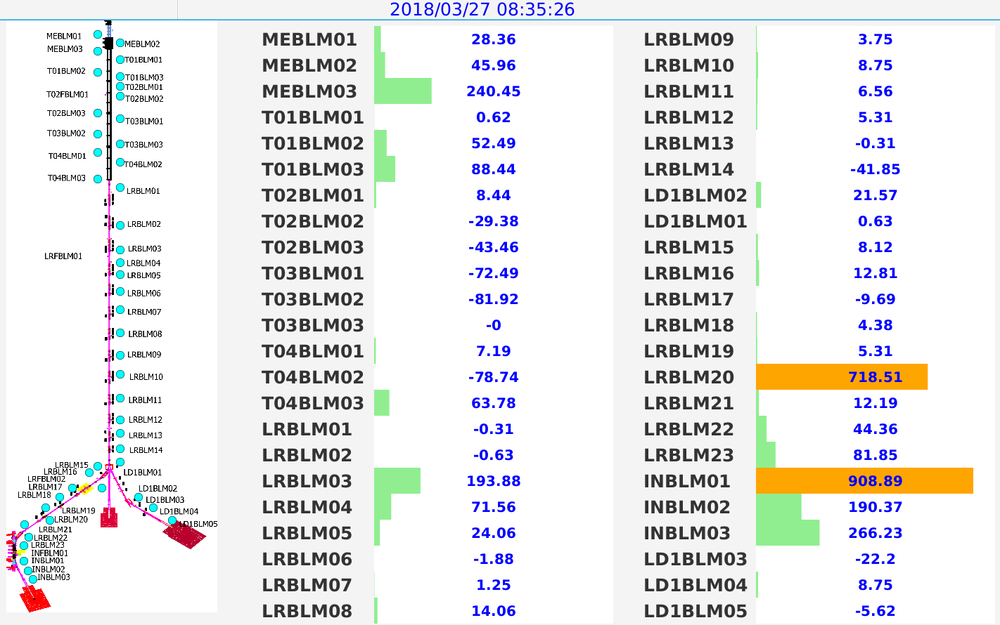 2018/03/27 08:35:26
MEBLM01
MEBLM02
MEBLM03
T01BLM01
T01BLM02
T01BLM03
T02BLM01
T02FBLM01
T02BLM02
T02BLM03
T03BLM01
T03BLM02
T03BLM03
T04BLM01
T04BLM02
T04BLM03
LRBLM01
LRBLM02
LRBLM03
LRFBLM01
LRBLM04
LRBLM05
LRBLM06
LRBLM07
LRBLM08
LRBLM09
LRBLM10
LRBLM11
LRBLM12
LRBLM13
LRBLM14
LRBLM15
LRBLM16
LD1BLM01
LRFBLM02
LRBLM17
LD1BLM02
LRBLM18
LD1BLM03
LRBLM19
LD1BLM04
LRBLM20
LD1BLM05
LRBLM21
LRBLM22
LRBLM23
INFBLM01
INBLM01
INBLM02
INBLM03
MEBLM01 28.36
MEBLM02 45.96
MEBLM03 240.45
T01BLM01 0.62
T01BLM02 52.49
T01BLM03 88.44
T02BLM01 8.44
T02BLM02 -29.38
T02BLM03 -43.46
T03BLM01 -72.49
T03BLM02 -81.92
T03BLM03 -0
T04BLM01 7.19
T04BLM02 -78.74
T04BLM03 63.78
LRBLM01 -0.31
LRBLM02 -0.63
LRBLM03 193.88
LRBLM04 71.56
LRBLM05 24.06
LRBLM06 -1.88
LRBLM07 1.25
LRBLM08 14.06
LRBLM09 3.75
LRBLM10 8.75
LRBLM11 6.56
LRBLM12 5.31
LRBLM13 -0.31
LRBLM14 -41.85
LD1BLM02 21.57
LD1BLM01 0.63
LRBLM15 8.12
LRBLM16 12.81
LRBLM17 -9.69
LRBLM18 4.38
LRBLM19 5.31
LRBLM20 718.51
LRBLM21 12.19
LRBLM22 44.36
LRBLM23 81.85
INBLM01 908.89
INBLM02 190.37
INBLM03 266.23
LD1BLM03 -22.2
LD1BLM04 8.75
LD1BLM05 -5.62